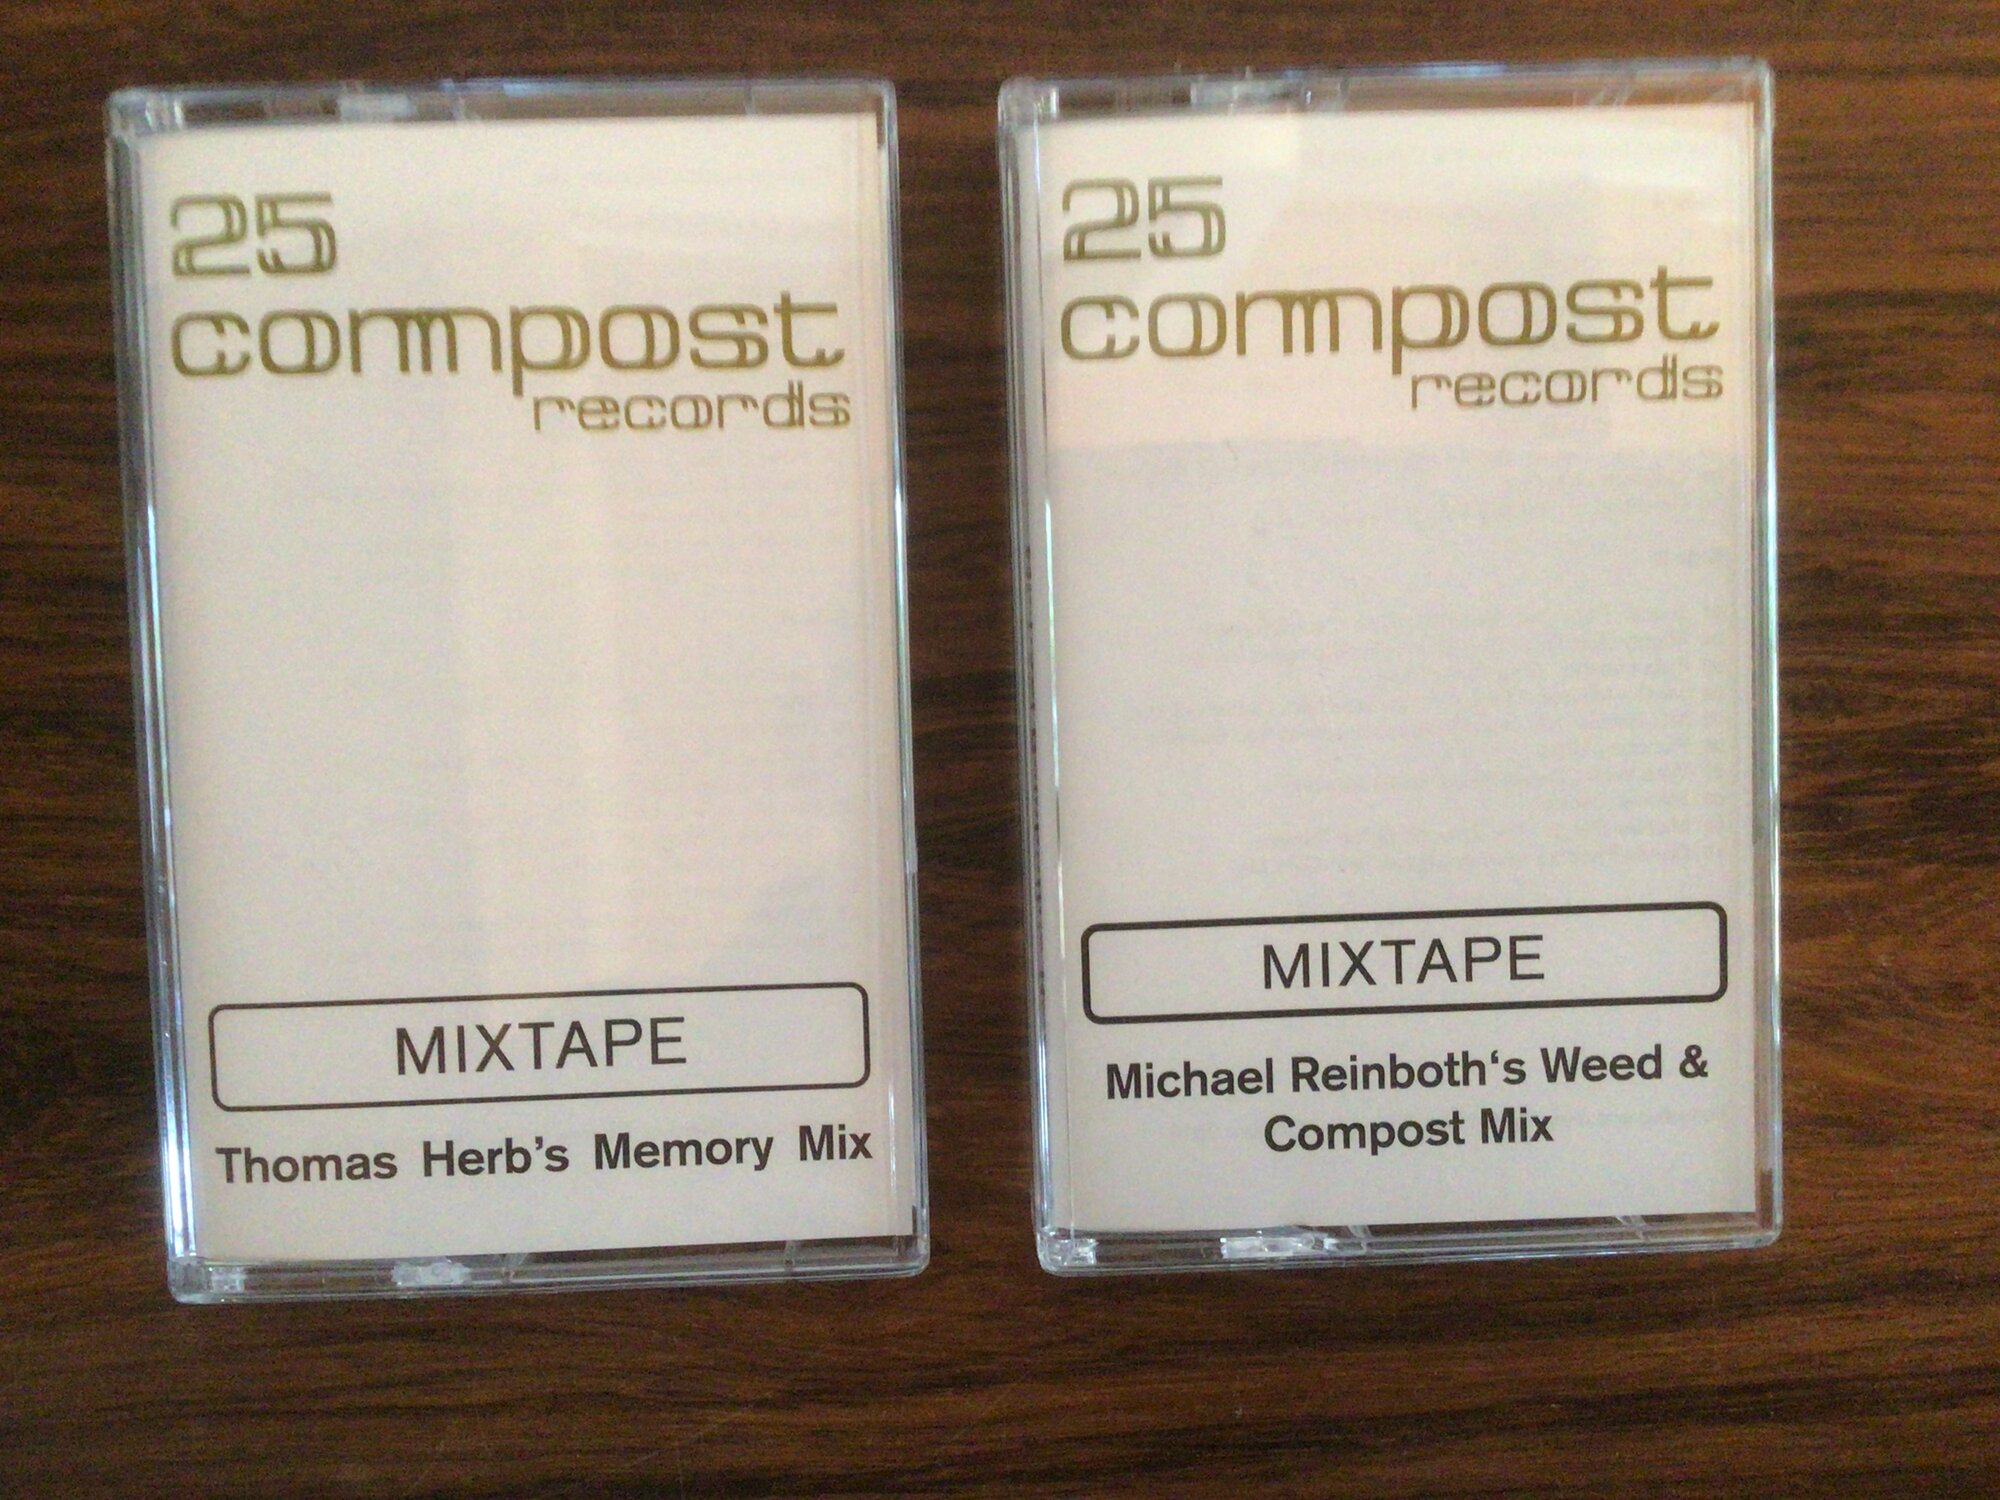 25
compost
records
MIXTAPE
Thomas Herb’s Memory Mix
25
compost
records
MIXTAPE
Michael Reinboth‘s Weed &
Compost Mix